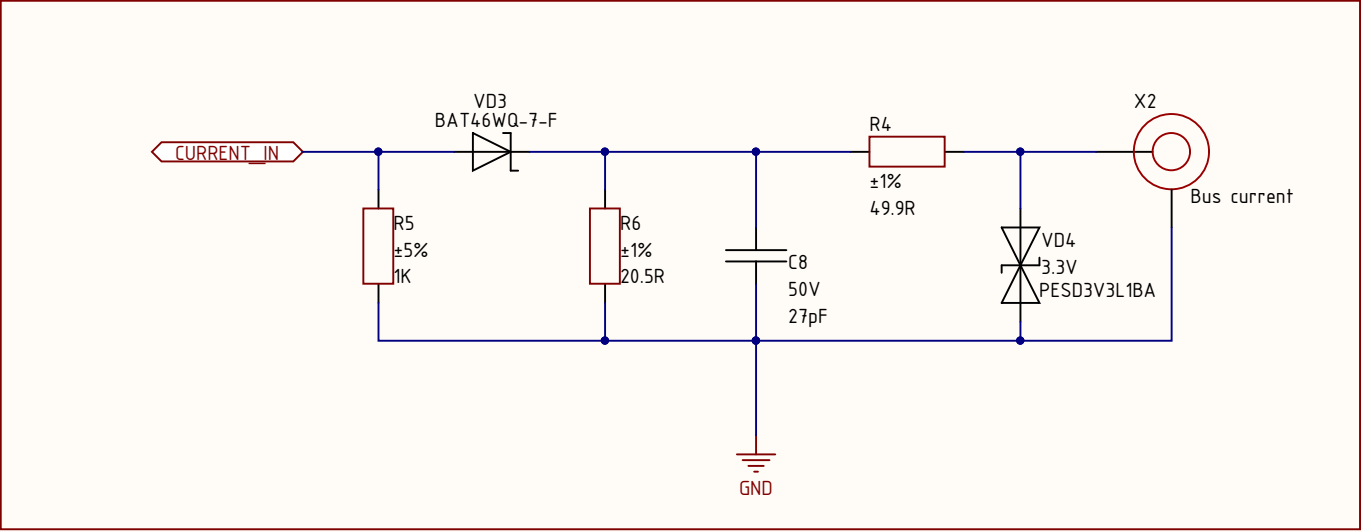 VD3
BAT46WQ-7-F
X2
R4
CURRENT_IN
±1%
49.9R
Bus current
R5
±5%
1K
R6
±1%
20.5R
VD4
3.3V
PESD3V3L1BA
C8
50V
27pF
GND